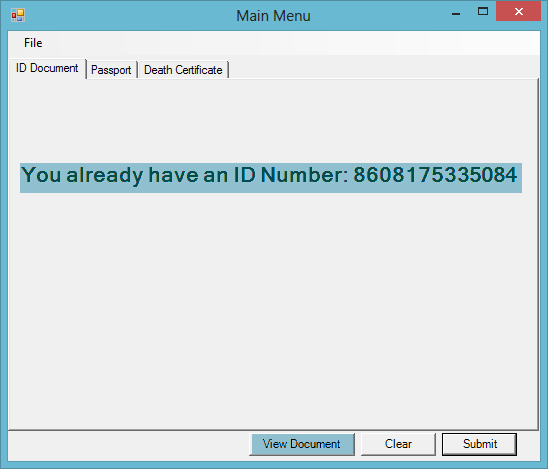 Main Menu
File
ID Document Passport Death Certificate
You already have an ID Number: 8608175335084
View Document Clear Submit